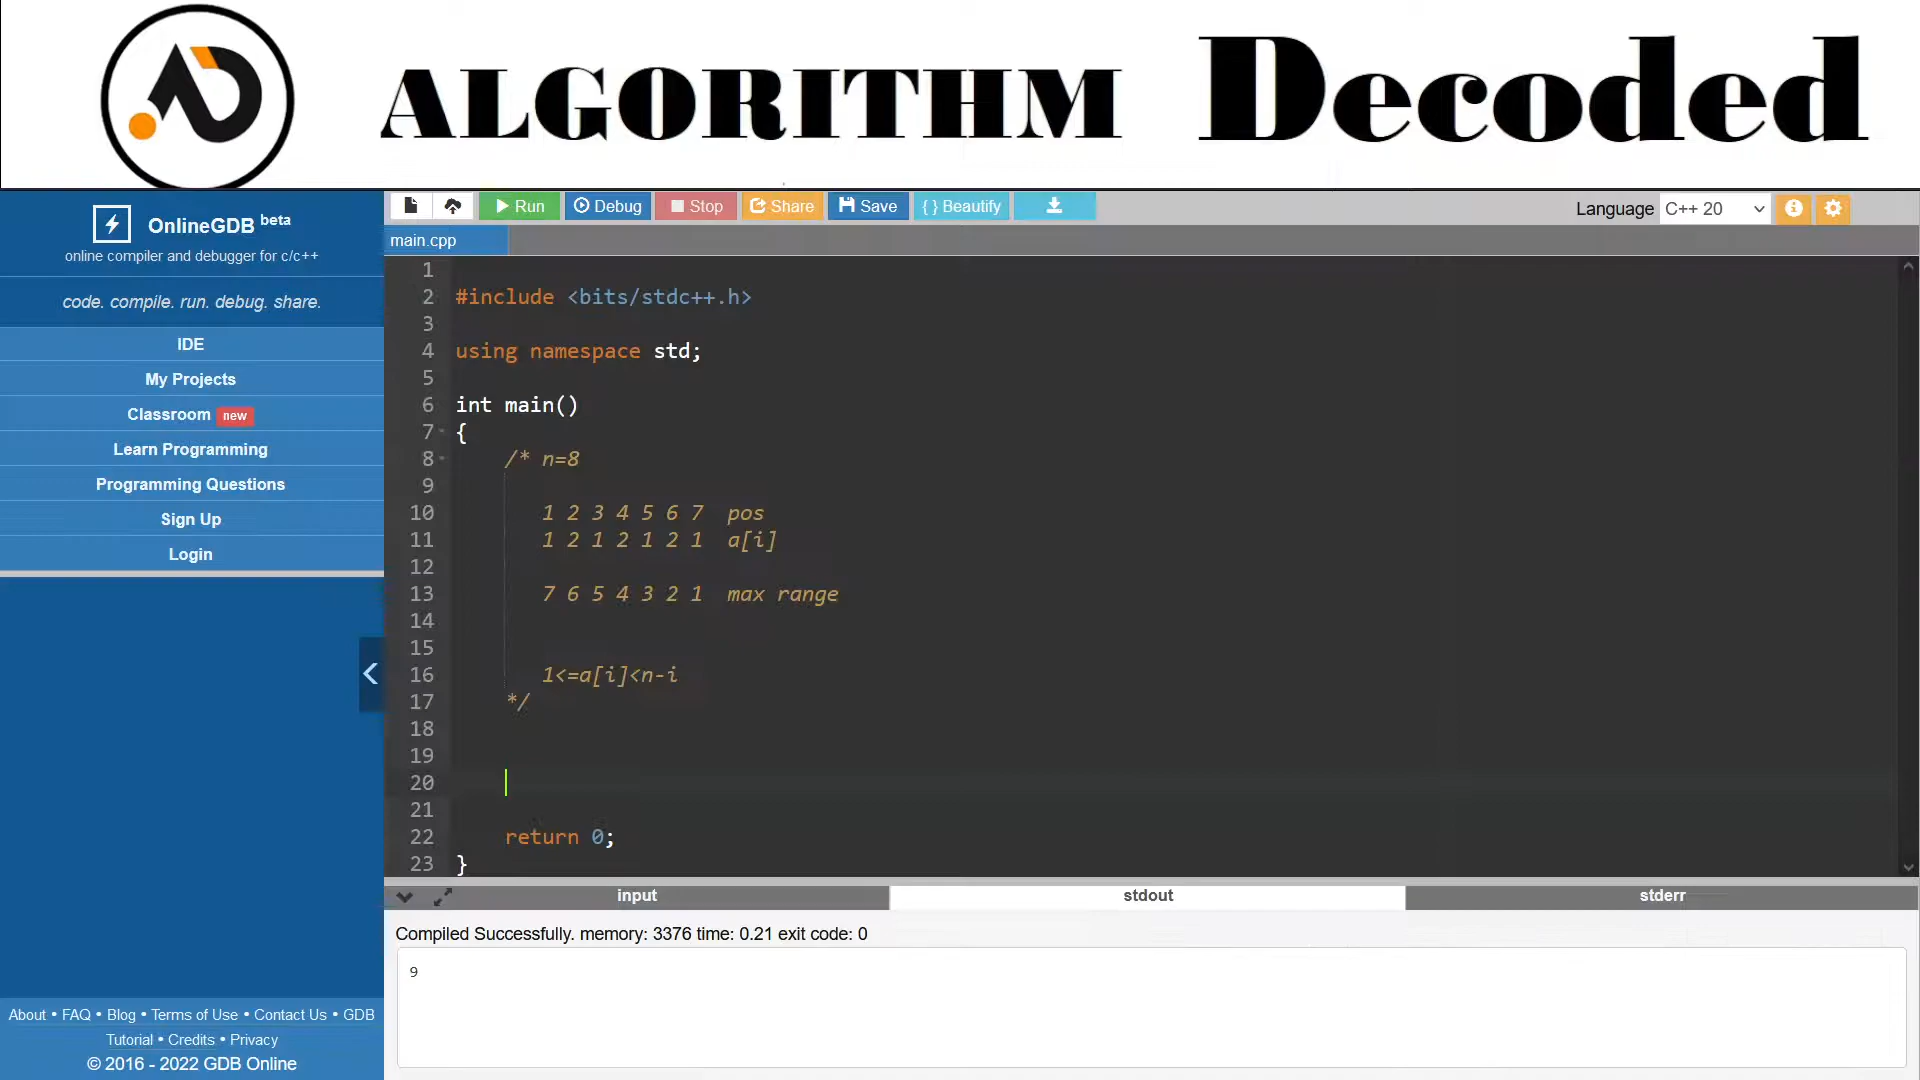 ALGORITHM Decoded
OnlineGDB beta
online compiler and debugger for c/c++
code. compile. run. debug. share.
IDE
My Projects
Classroom new
Learn Programming
Programming Questions
Sign Up
Login
About • FAQ • Blog • Terms of Use • Contact Us • GDB
Tutorial • Credits • Privacy
© 2016 - 2022 GDB Online
Run Debug Stop Share Save { } Beautify
Language C++ 20
main.cpp
1
2 #include <bits/stdc++.h>
3
4 using namespace std;
5
6 int main()
7 {
8 /* n=8
9
10 1 2 3 4 5 6 7 pos
11 1 2 1 2 1 2 1 a[i]
12
13 7 6 5 4 3 2 1 max range
14
15
16 1<=a[i]<n-i
17 */
18
19
20
21
22 return 0;
23 }
input stdout stderr
Compiled Successfully. memory: 3376 time: 0.21 exit code: 0
9